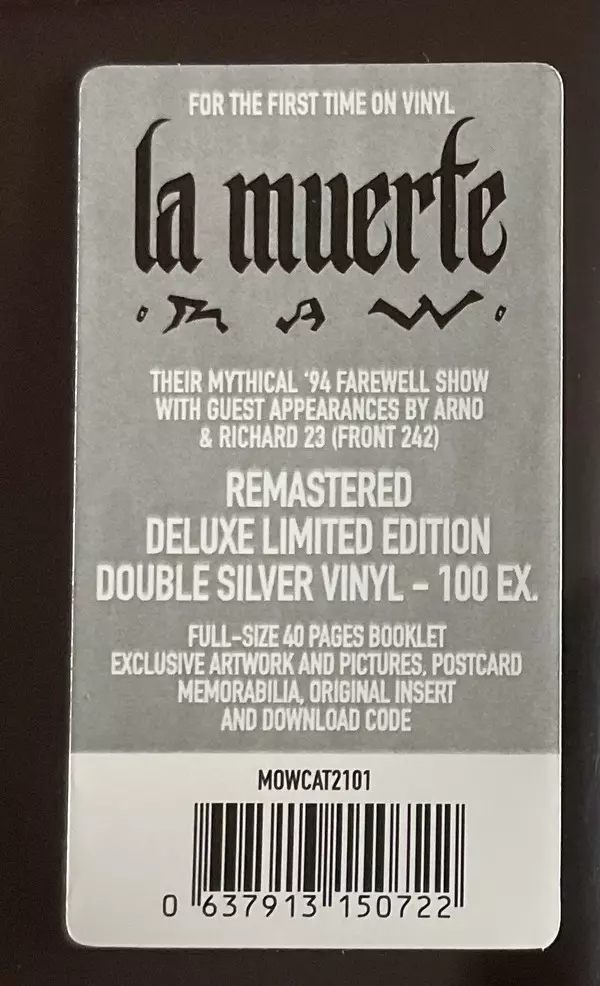 FOR THE FIRST TIME ON VINYL
la muerte
· RAW ·
THEIR MYTHICAL '94 FAREWELL SHOW
WITH GUEST APPEARANCES BY ARNO
& RICHARD 23 (FRONT 242)
REMASTERED
DELUXE LIMITED EDITION
DOUBLE SILVER VINYL – 100 EX.
FULL-SIZE 40 PAGES BOOKLET
EXCLUSIVE ARTWORK AND PICTURES, POSTCARD
MEMORABILIA, ORIGINAL INSERT
AND DOWNLOAD CODE
MOWCAT2101
0 637913 150722